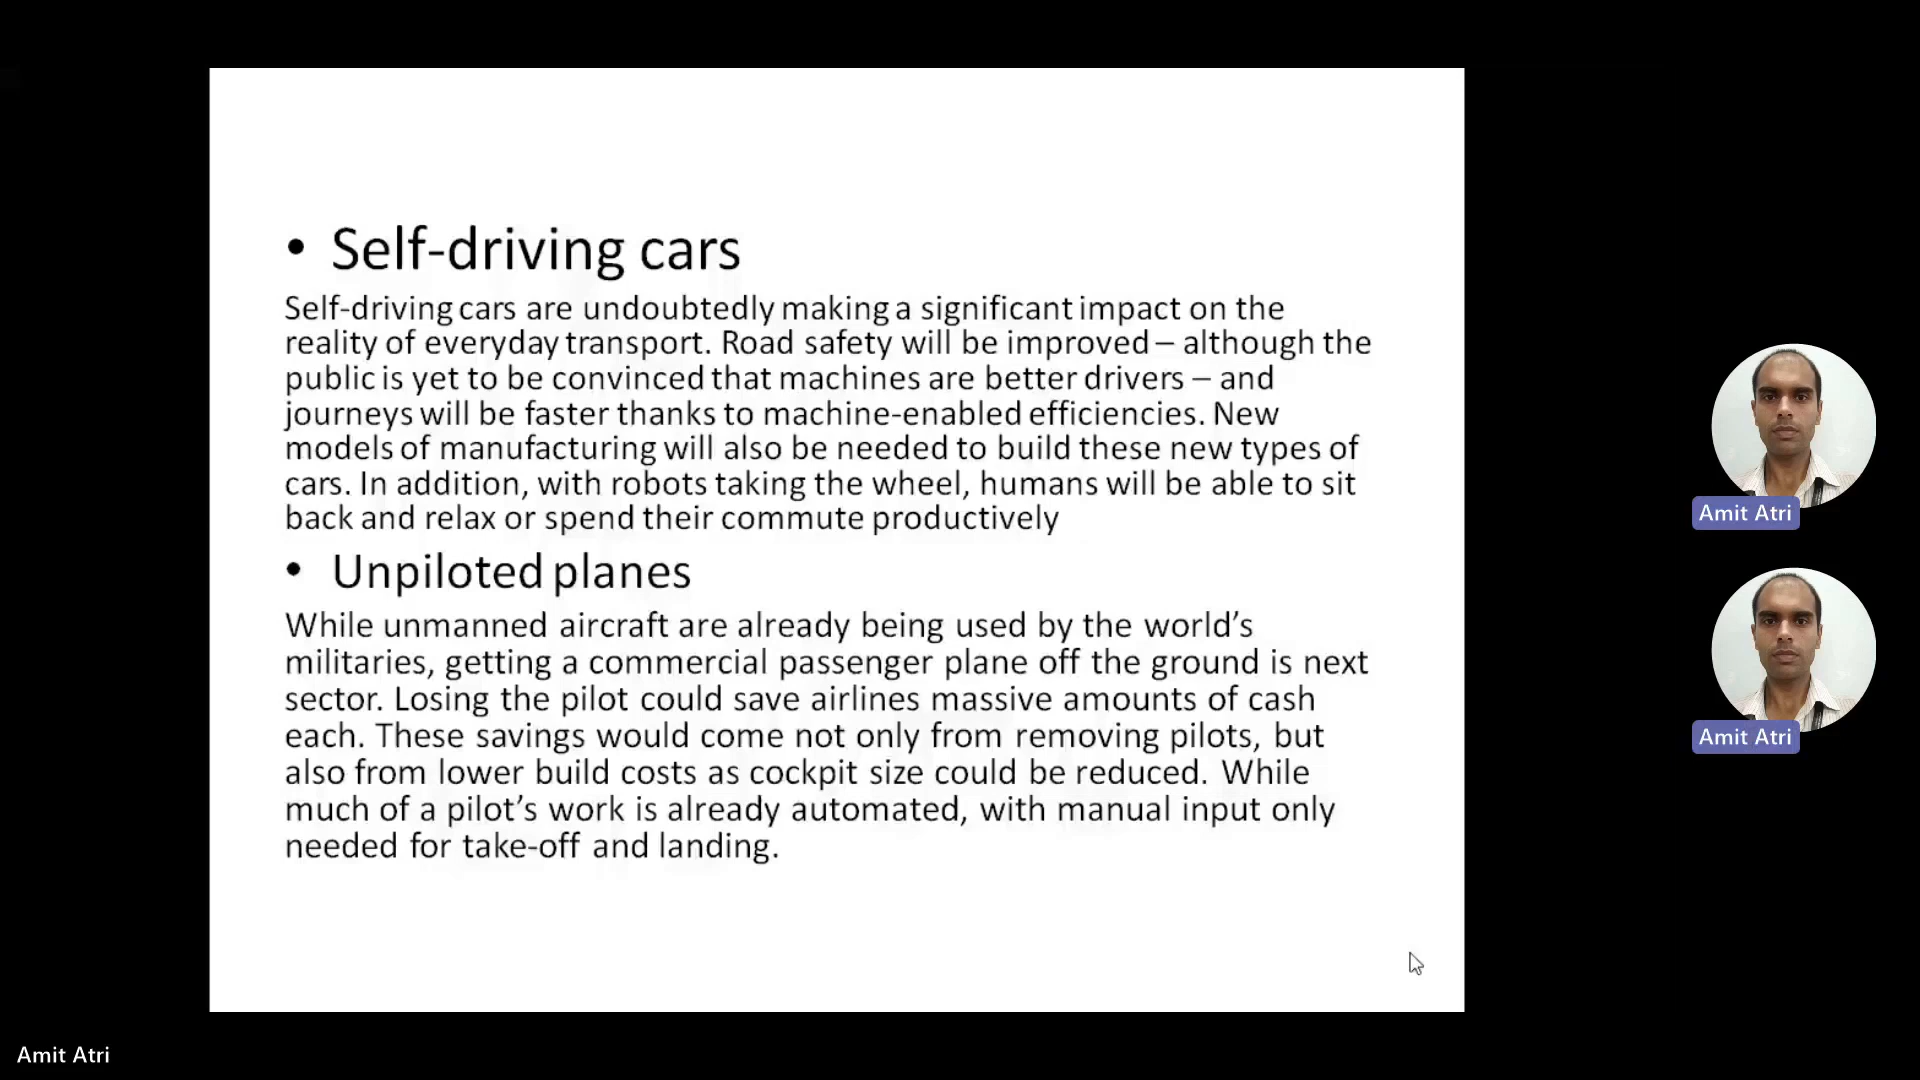 • Self-driving cars
Self-driving cars are undoubtedly making a significant impact on the
reality of everyday transport. Road safety will be improved – although the
public is yet to be convinced that machines are better drivers – and
journeys will be faster thanks to machine-enabled efficiencies. New
models of manufacturing will also be needed to build these new types of
cars. In addition, with robots taking the wheel, humans will be able to sit
back and relax or spend their commute productively
• Unpiloted planes
While unmanned aircraft are already being used by the world’s
militaries, getting a commercial passenger plane off the ground is next
sector. Losing the pilot could save airlines massive amounts of cash
each. These savings would come not only from removing pilots, but
also from lower build costs as cockpit size could be reduced. While
much of a pilot’s work is already automated, with manual input only
needed for take-off and landing.
Amit Atri
Amit Atri
Amit Atri